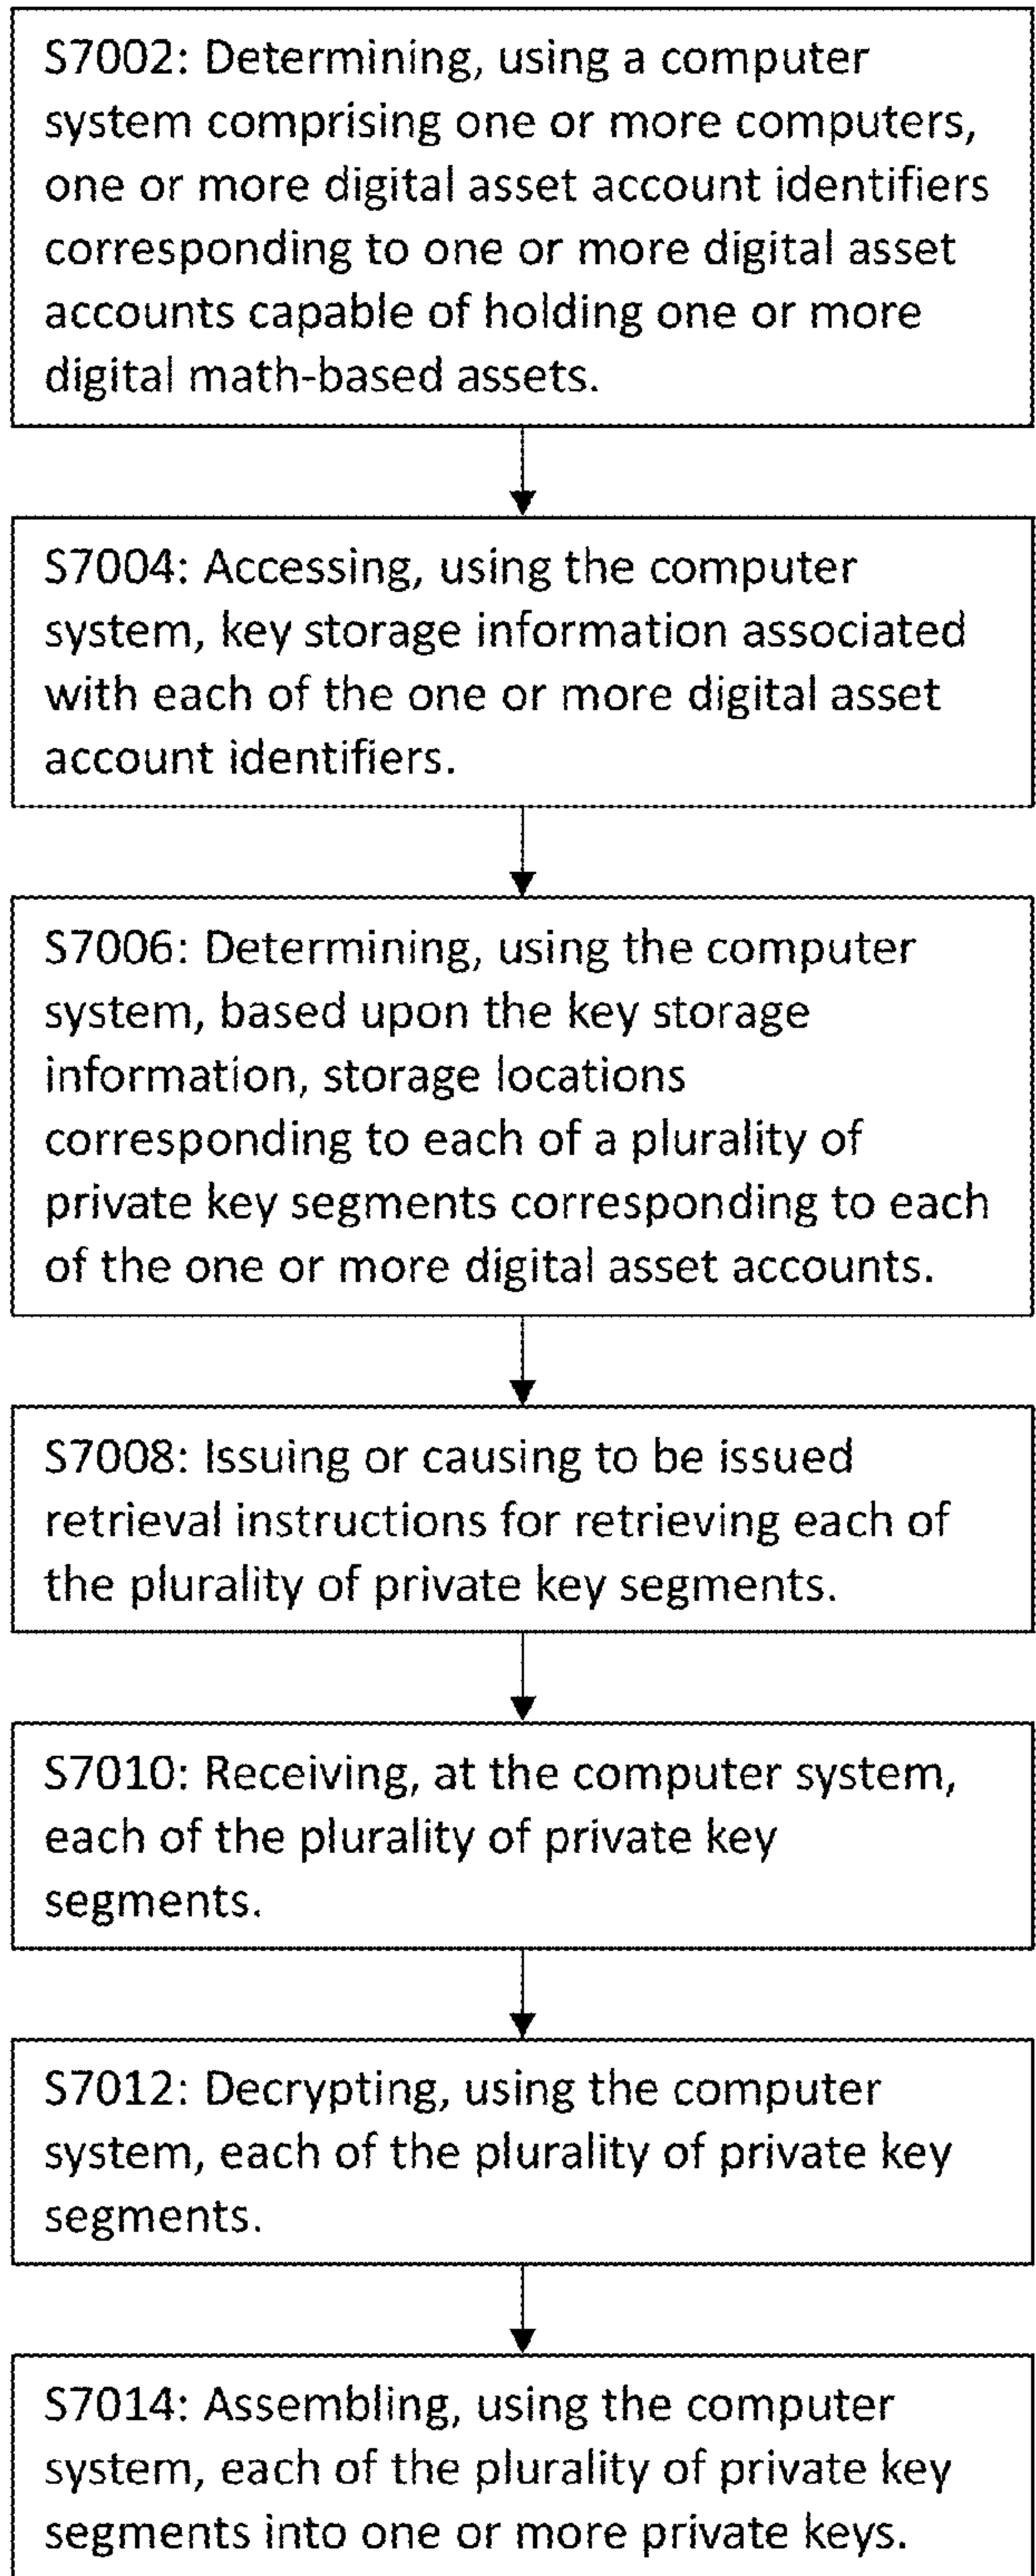 S7002: Determining, using a computer
system comprising one or more computers,
one or more digital asset account identifiers
corresponding to one or more digital asset
accounts capable of holding one or more
digital math-based assets.
S7004: Accessing, using the computer
system, key storage information associated
with each of the one or more digital asset
account identifiers.
S7006: Determining, using the computer
system, based upon the key storage
information, storage locations
corresponding to each of a plurality of
private key segments corresponding to each
of the one or more digital asset accounts.
S7008: Issuing or causing to be issued
retrieval instructions for retrieving each of
the plurality of private key segments.
S7010: Receiving, at the computer system,
each of the plurality of private key
segments.
S7012: Decrypting, using the computer
system, each of the plurality of private key
segments.
S7014: Assembling, using the computer
system, each of the plurality of private key
segments into one or more private keys.